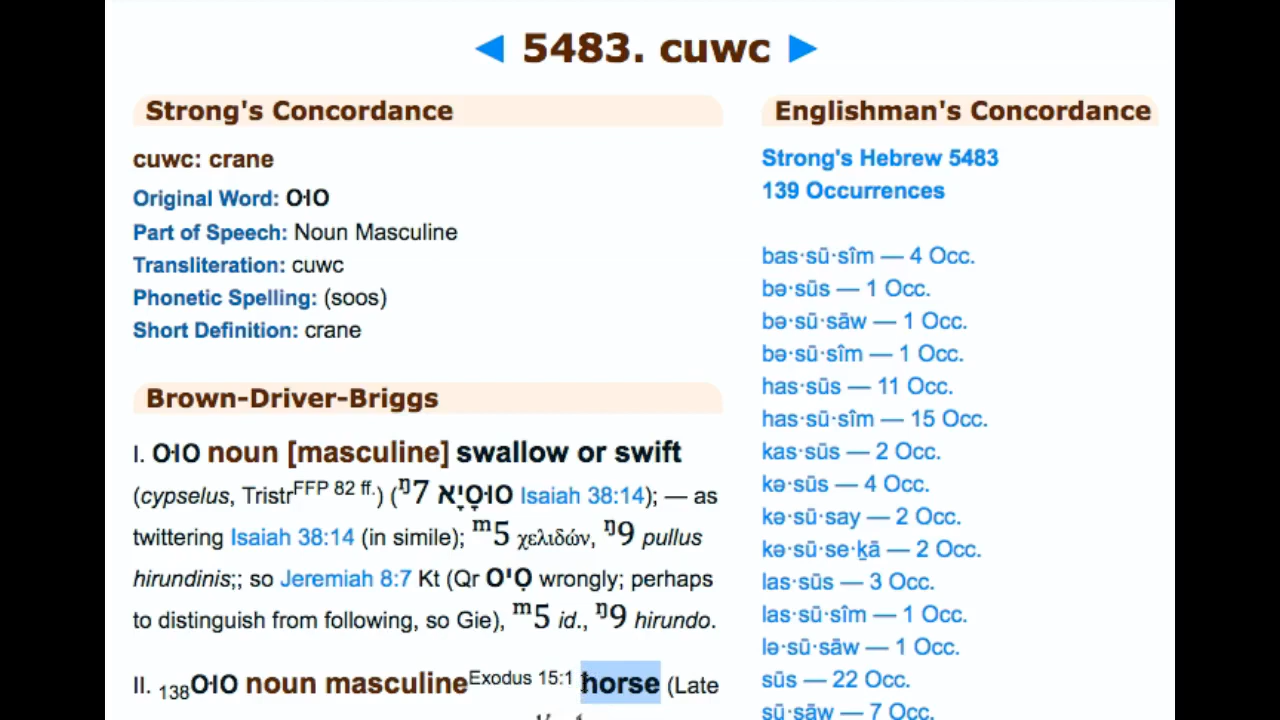 5483. cuwc
Strong's Concordance
cuwc: crane
Original Word: סוּס
Part of Speech: Noun Masculine
Transliteration: cuwc
Phonetic Spelling: (soos)
Short Definition: crane
Brown-Driver-Briggs
I. סוּס noun [masculine] swallow or swift
(cypselus, TristrFFP 82 ff.) (ᵑ7 סוּסָיָא Isaiah 38:14); — as
twittering Isaiah 38:14 (in simile); ᵐ5 χελιδών, ᵑ9 pullus
hirundinis;; so Jeremiah 8:7 Kt (Qr סִיס wrongly; perhaps
to distinguish from following, so Gie), ᵐ5 id., ᵑ9 hirundo.
II. 138סוּס noun masculineExodus 15:1 horse (Late
Englishman's Concordance
Strong's Hebrew 5483
139 Occurrences
bas·sū·sîm — 4 Occ.
bə·sūs — 1 Occ.
bə·sū·sāw — 1 Occ.
bə·sū·sîm — 1 Occ.
has·sūs — 11 Occ.
has·sū·sîm — 15 Occ.
kas·sūs — 2 Occ.
kə·sūs — 4 Occ.
kə·sū·say — 2 Occ.
kə·sū·se·ḵā — 2 Occ.
las·sūs — 3 Occ.
las·sū·sîm — 1 Occ.
lə·sū·sāw — 1 Occ.
sūs — 22 Occ.
sū·sāw — 7 Occ.